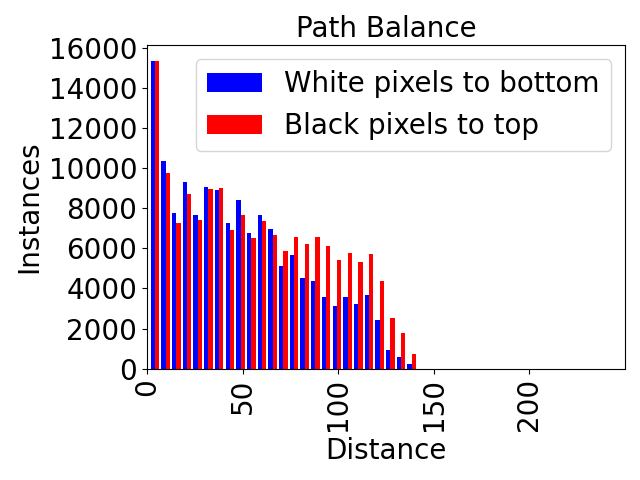 Path Balance
16000
14000
12000
10000
8000
6000
4000
2000
0
Instances
White pixels to bottom
Black pixels to top
0
50
100
150
200
Distance